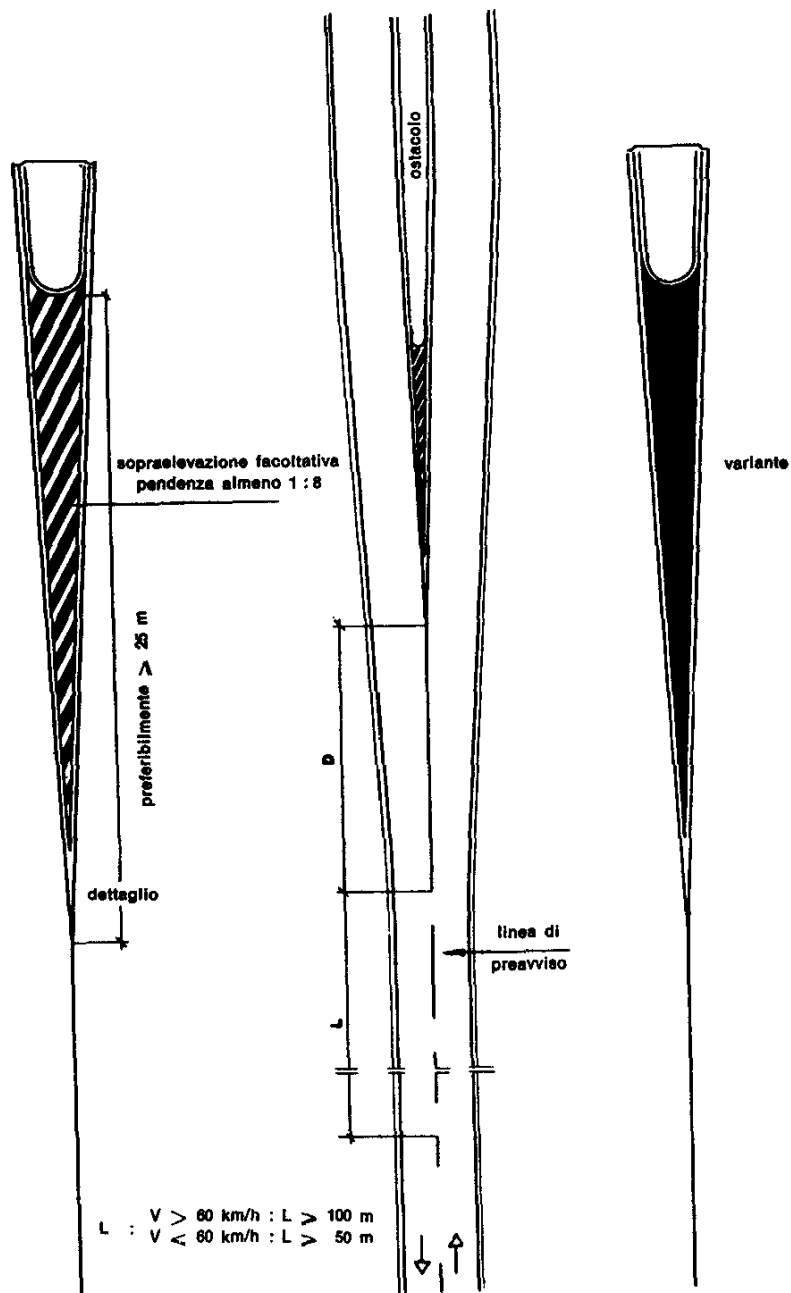 ostacolo
sopraelevazione facoltativa
pendenza almeno 1 : 8
variante
preferibilmente ⩾ 25 m
D
dettaglio
linea di
preavviso
L
L : V > 60 km/h : L ⩾ 100 m
V ⩽ 60 km/h : L ⩾ 50 m